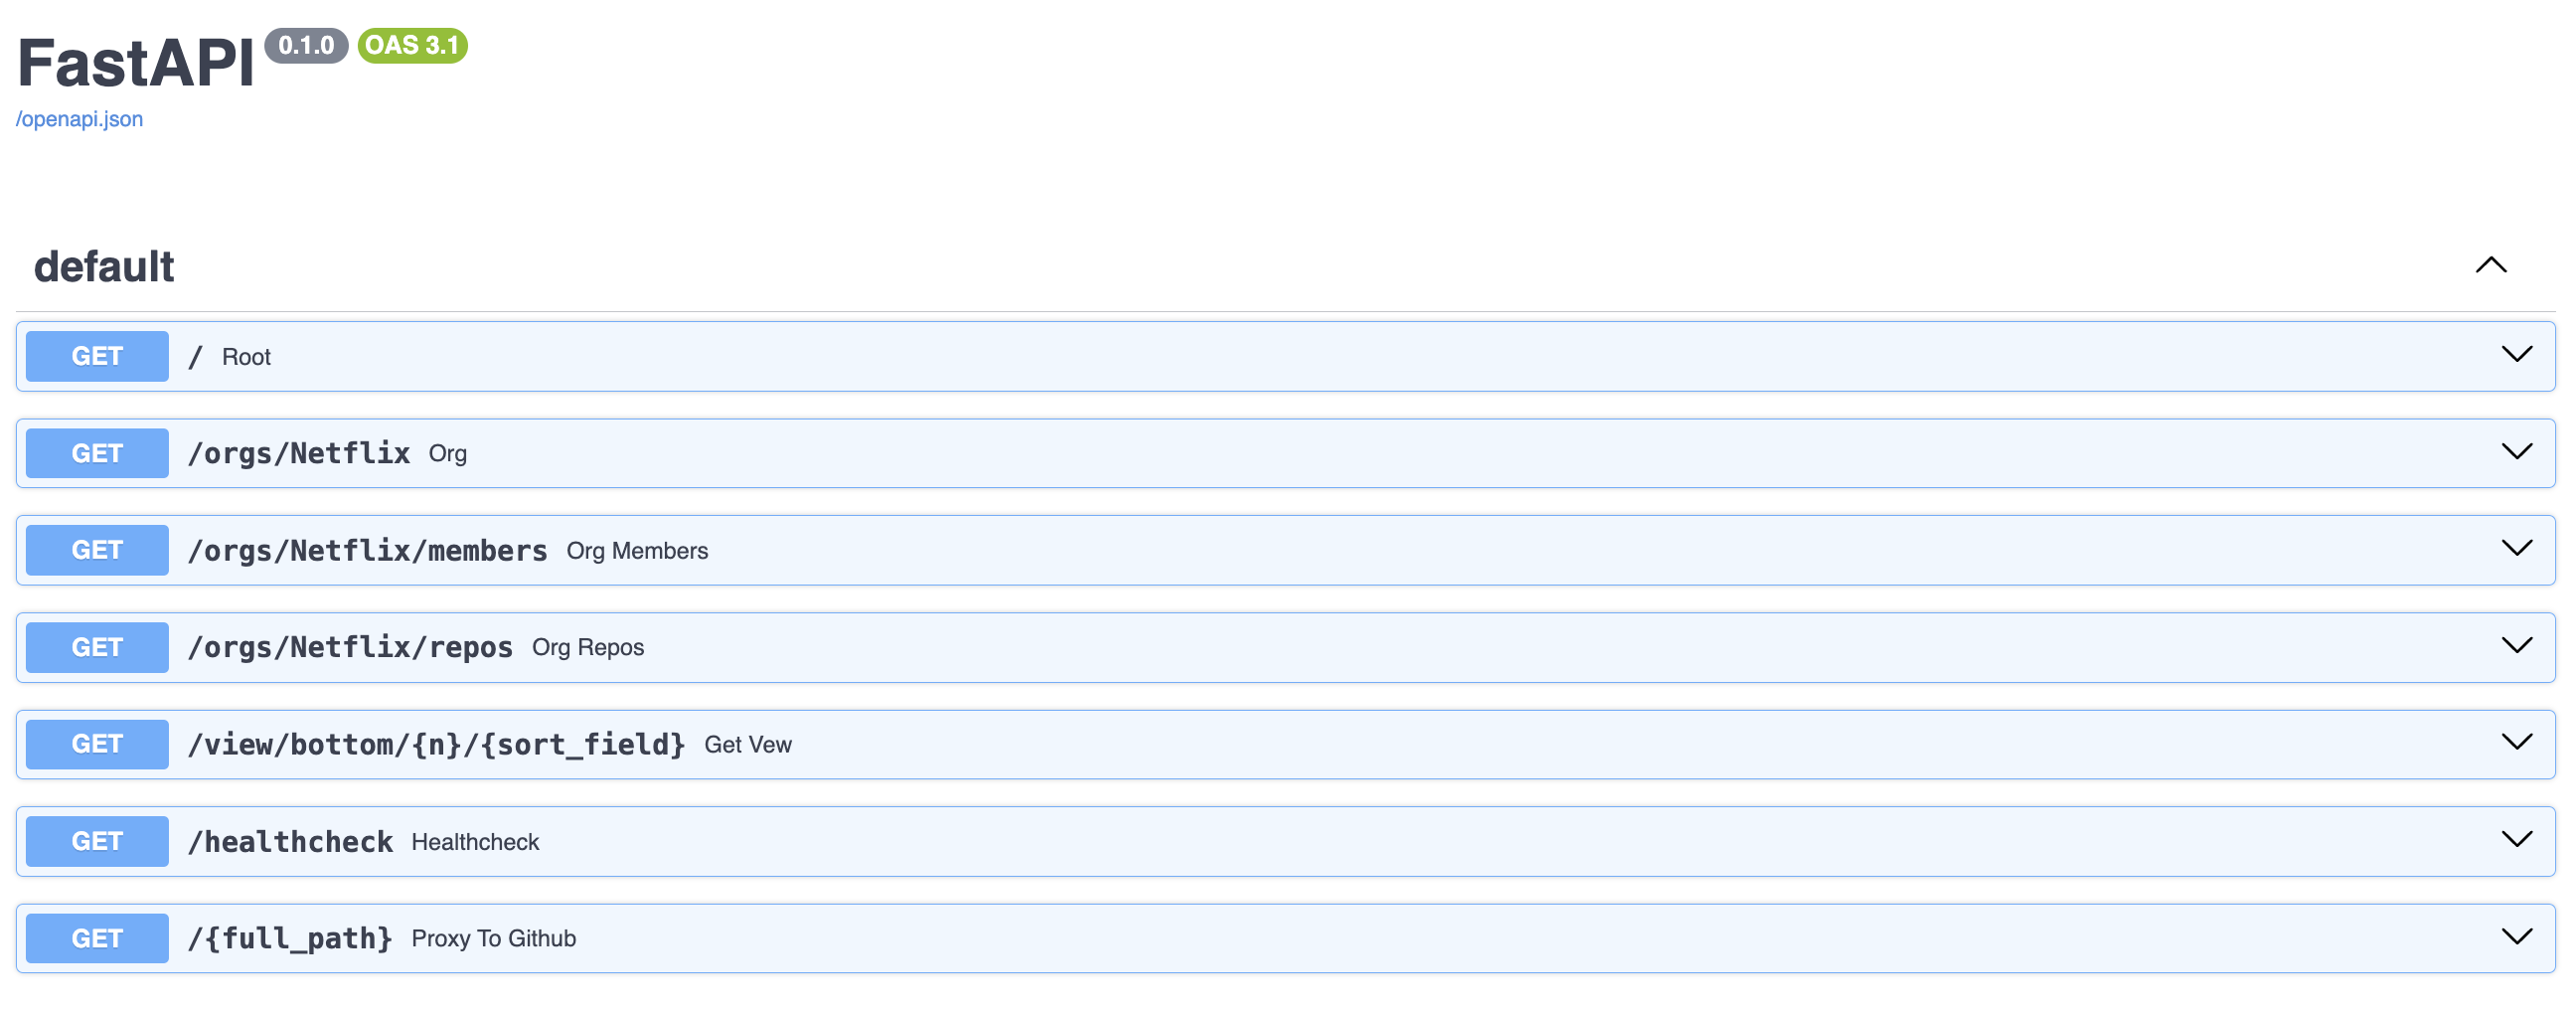 FastAPI 0.1.0 OAS 3.1
/openapi.json
default
GET / Root
GET /orgs/Netflix Org
GET /orgs/Netflix/members Org Members
GET /orgs/Netflix/repos Org Repos
GET /view/bottom/{n}/{sort_field} Get Vew
GET /healthcheck Healthcheck
GET /{full_path} Proxy To Github